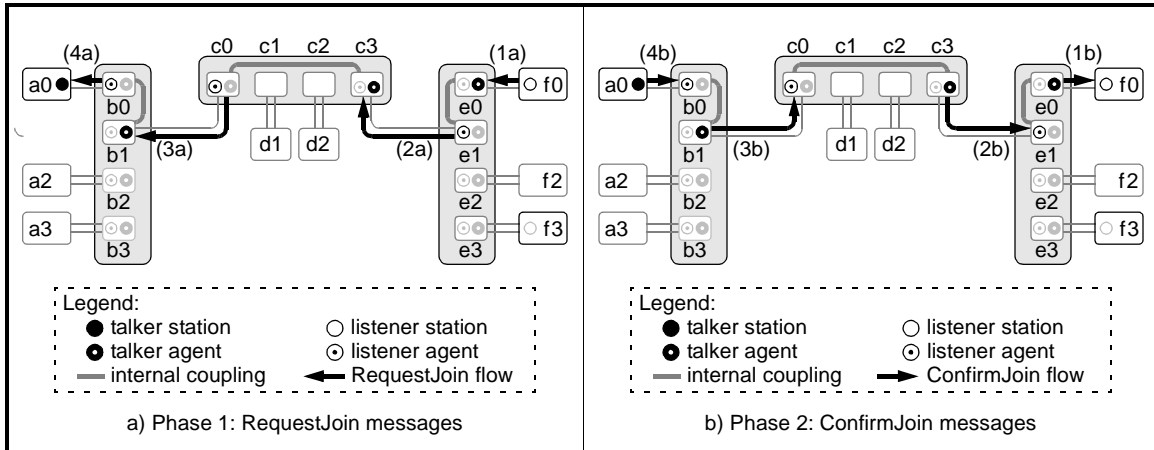 c0 c1 c2 c3
(4a) (1a)
a0 f0
b0 e0
b1 (3a) d1 d2 (2a) e1
a2 f2
b2 e2
a3 f3
b3 e3
Legend:
talker station listener station
talker agent listener agent
internal coupling RequestJoin flow
a) Phase 1: RequestJoin messages
c0 c1 c2 c3
(4b) (1b)
a0 f0
b0 e0
b1 (3b) d1 d2 (2b) e1
a2 f2
b2 e2
a3 f3
b3 e3
Legend:
talker station listener station
talker agent listener agent
internal coupling ConfirmJoin flow
b) Phase 2: ConfirmJoin messages